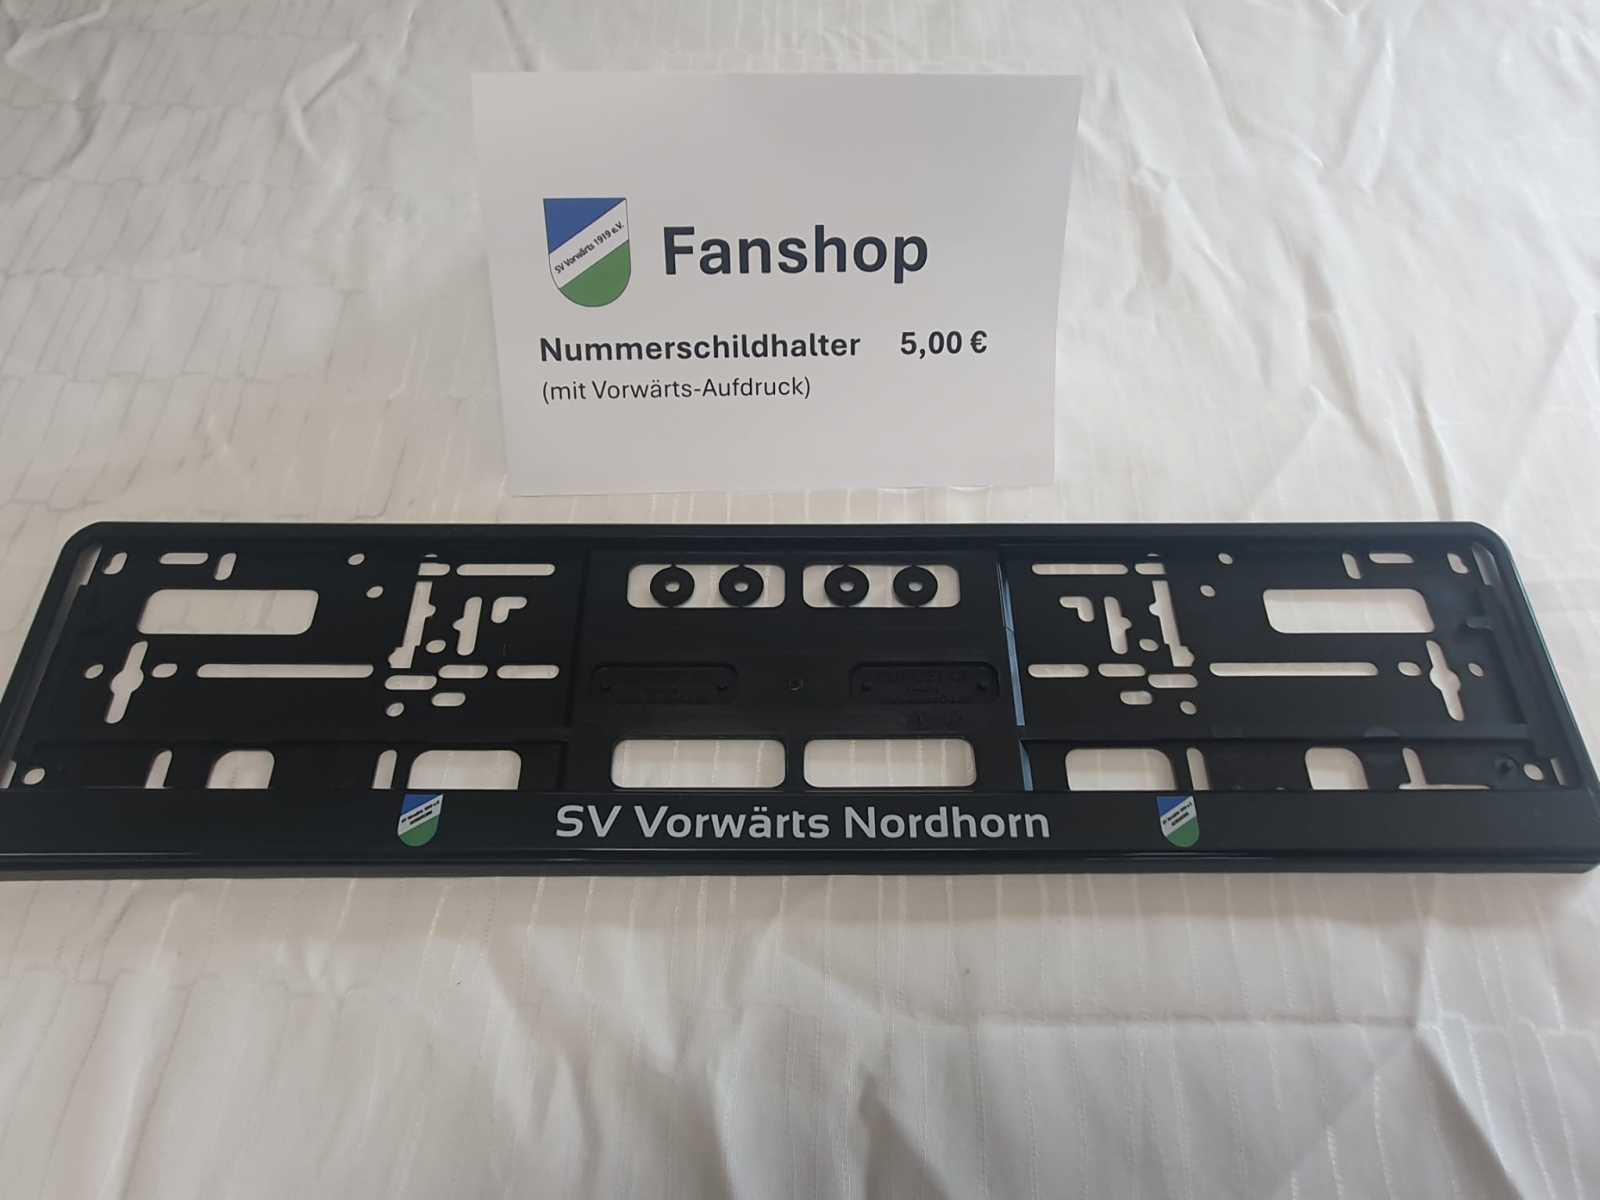 SV Vorwärts 1919 e.V.
Fanshop
Nummerschildhalter 5,00 €
(mit Vorwärts-Aufdruck)
SV Vorwärts Nordhorn